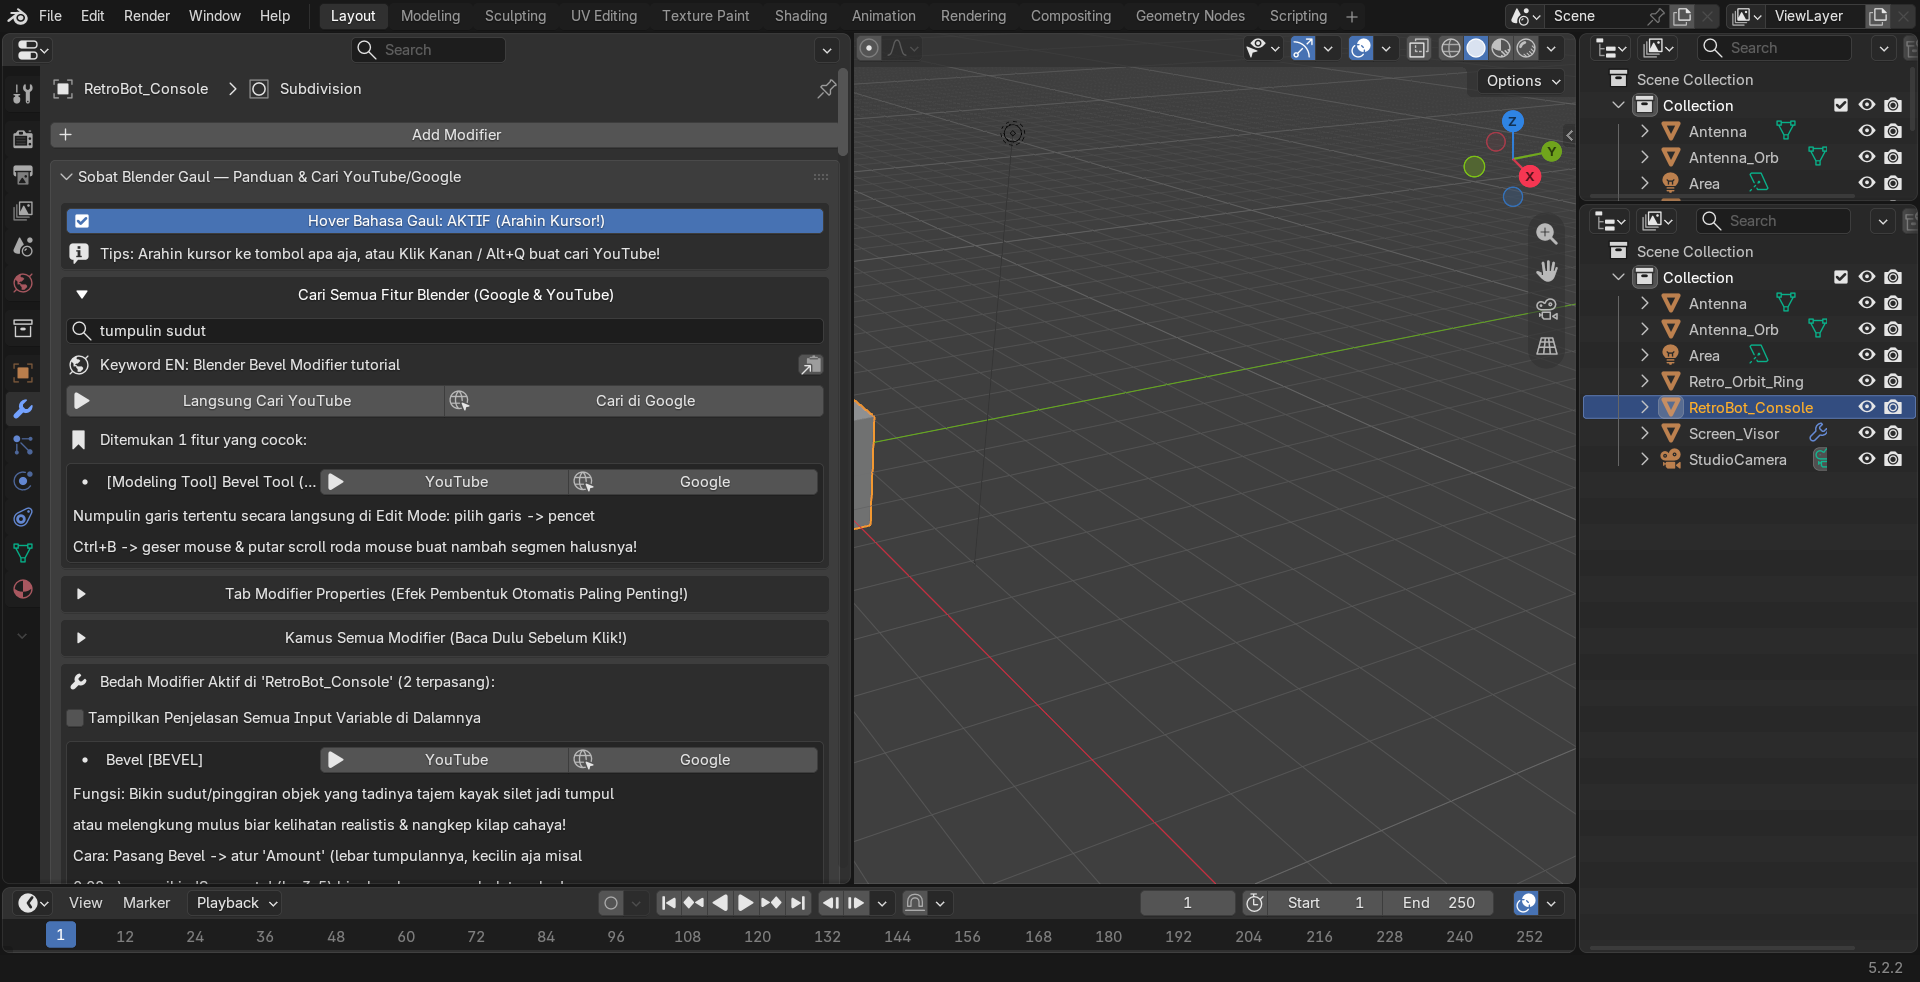 File Edit Render Window Help Layout Modeling Sculpting UV Editing Texture Paint Shading Animation Rendering Compositing Geometry Nodes Scripting Scene ViewLayer
Search
RetroBot_Console Subdivision
Add Modifier
Sobat Blender Gaul — Panduan & Cari YouTube/Google
Hover Bahasa Gaul: AKTIF (Arahin Kursor!)
Tips: Arahin kursor ke tombol apa aja, atau Klik Kanan / Alt+Q buat cari YouTube!
Cari Semua Fitur Blender (Google & YouTube)
tumpulin sudut
Keyword EN: Blender Bevel Modifier tutorial
Langsung Cari YouTube Cari di Google
Ditemukan 1 fitur yang cocok:
• [Modeling Tool] Bevel Tool (... YouTube Google
Numpulin garis tertentu secara langsung di Edit Mode: pilih garis -> pencet
Ctrl+B -> geser mouse & putar scroll roda mouse buat nambah segmen halusnya!
Tab Modifier Properties (Efek Pembentuk Otomatis Paling Penting!)
Kamus Semua Modifier (Baca Dulu Sebelum Klik!)
Bedah Modifier Aktif di 'RetroBot_Console' (2 terpasang):
Tampilkan Penjelasan Semua Input Variable di Dalamnya
• Bevel [BEVEL] YouTube Google
Fungsi: Bikin sudut/pinggiran objek yang tadinya tajem kayak silet jadi tumpul
atau melengkung mulus biar kelihatan realistis & nangkep kilap cahaya!
Cara: Pasang Bevel -> atur 'Amount' (lebar tumpulannya, kecilin aja misal
Options
Z
Y
X
Search
Scene Collection
Collection
Antenna
Antenna_Orb
Area
Search
Scene Collection
Collection
Antenna
Antenna_Orb
Area
Retro_Orbit_Ring
RetroBot_Console
Screen_Visor
StudioCamera
View Marker Playback 1 Start 1 End 250
1 12 24 36 48 60 72 84 96 108 120 132 144 156 168 180 192 204 216 228 240 252
5.2.2